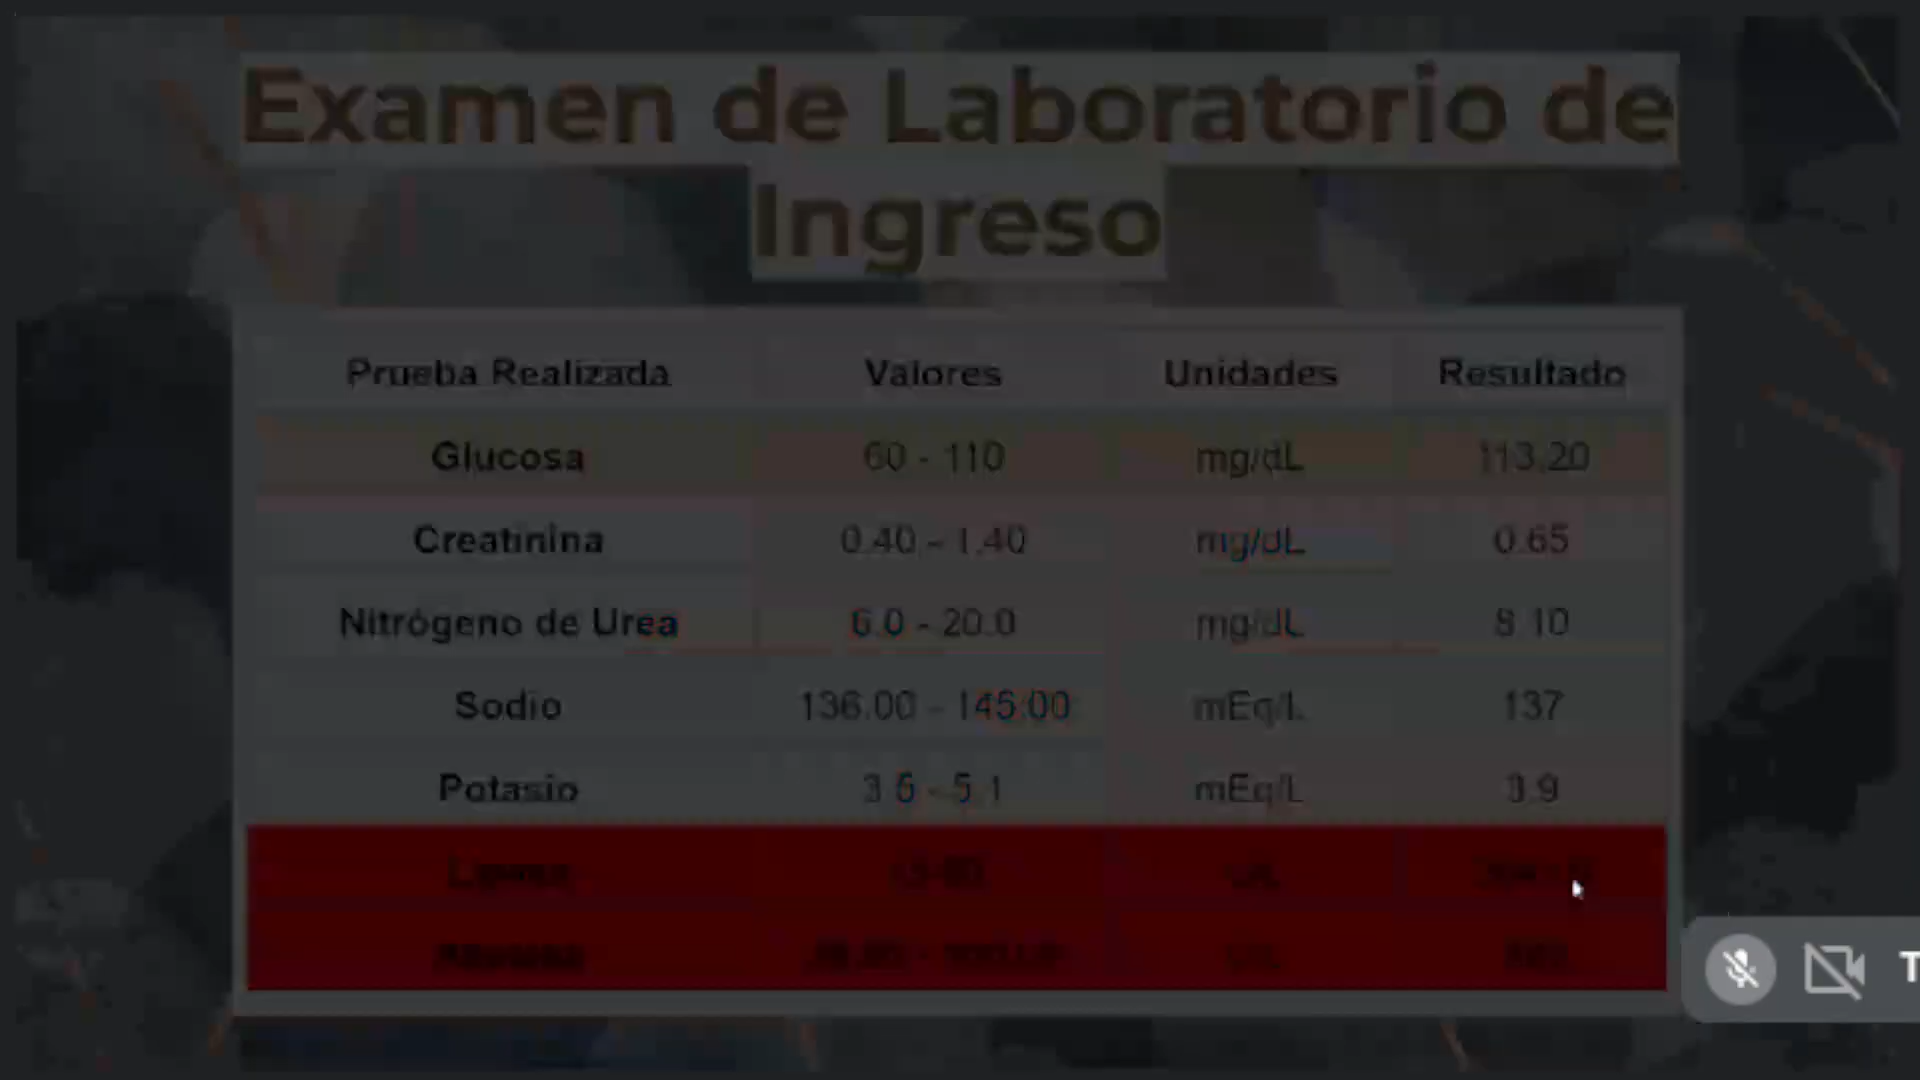 Examen de Laboratorio de
Ingreso
Prueba Realizada Valores Unidades Resultado
Glucosa 60 - 110 mg/dL 113.20
Creatinina 0.40 - 1.40 mg/dL 0.65
Nitrógeno de Urea 6.0 - 20.0 mg/dL 8.10
Sodio 136.00 - 145.00 mEq/L 137
Potasio 3.5 - 5.1 mEq/L 3.9
Lipasa U/L
U/L
T